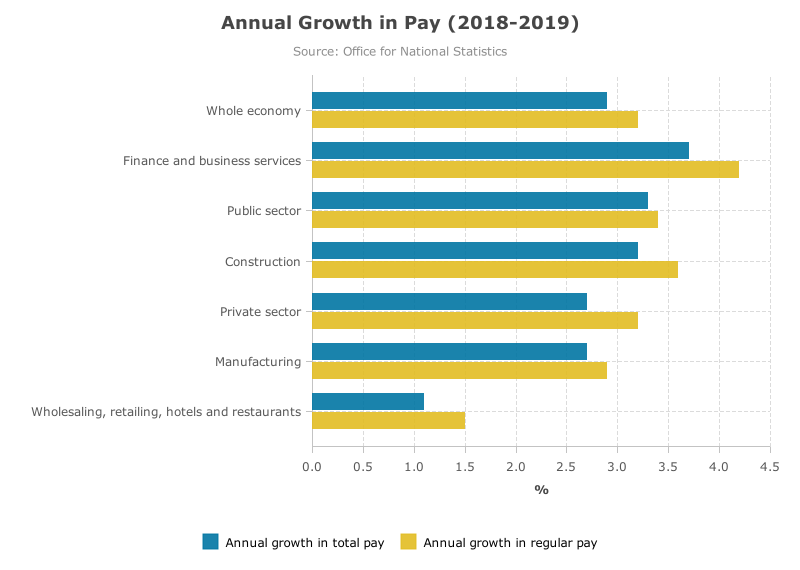 Annual Growth in Pay (2018-2019)
Source: Office for National Statistics
Whole economy
Finance and business services
Public sector
Construction
Private sector
Manufacturing
Wholesaling, retailing, hotels and restaurants
0.0 0.5 1.0 1.5 2.0 2.5 3.0 3.5 4.0 4.5
%
Annual growth in total pay Annual growth in regular pay